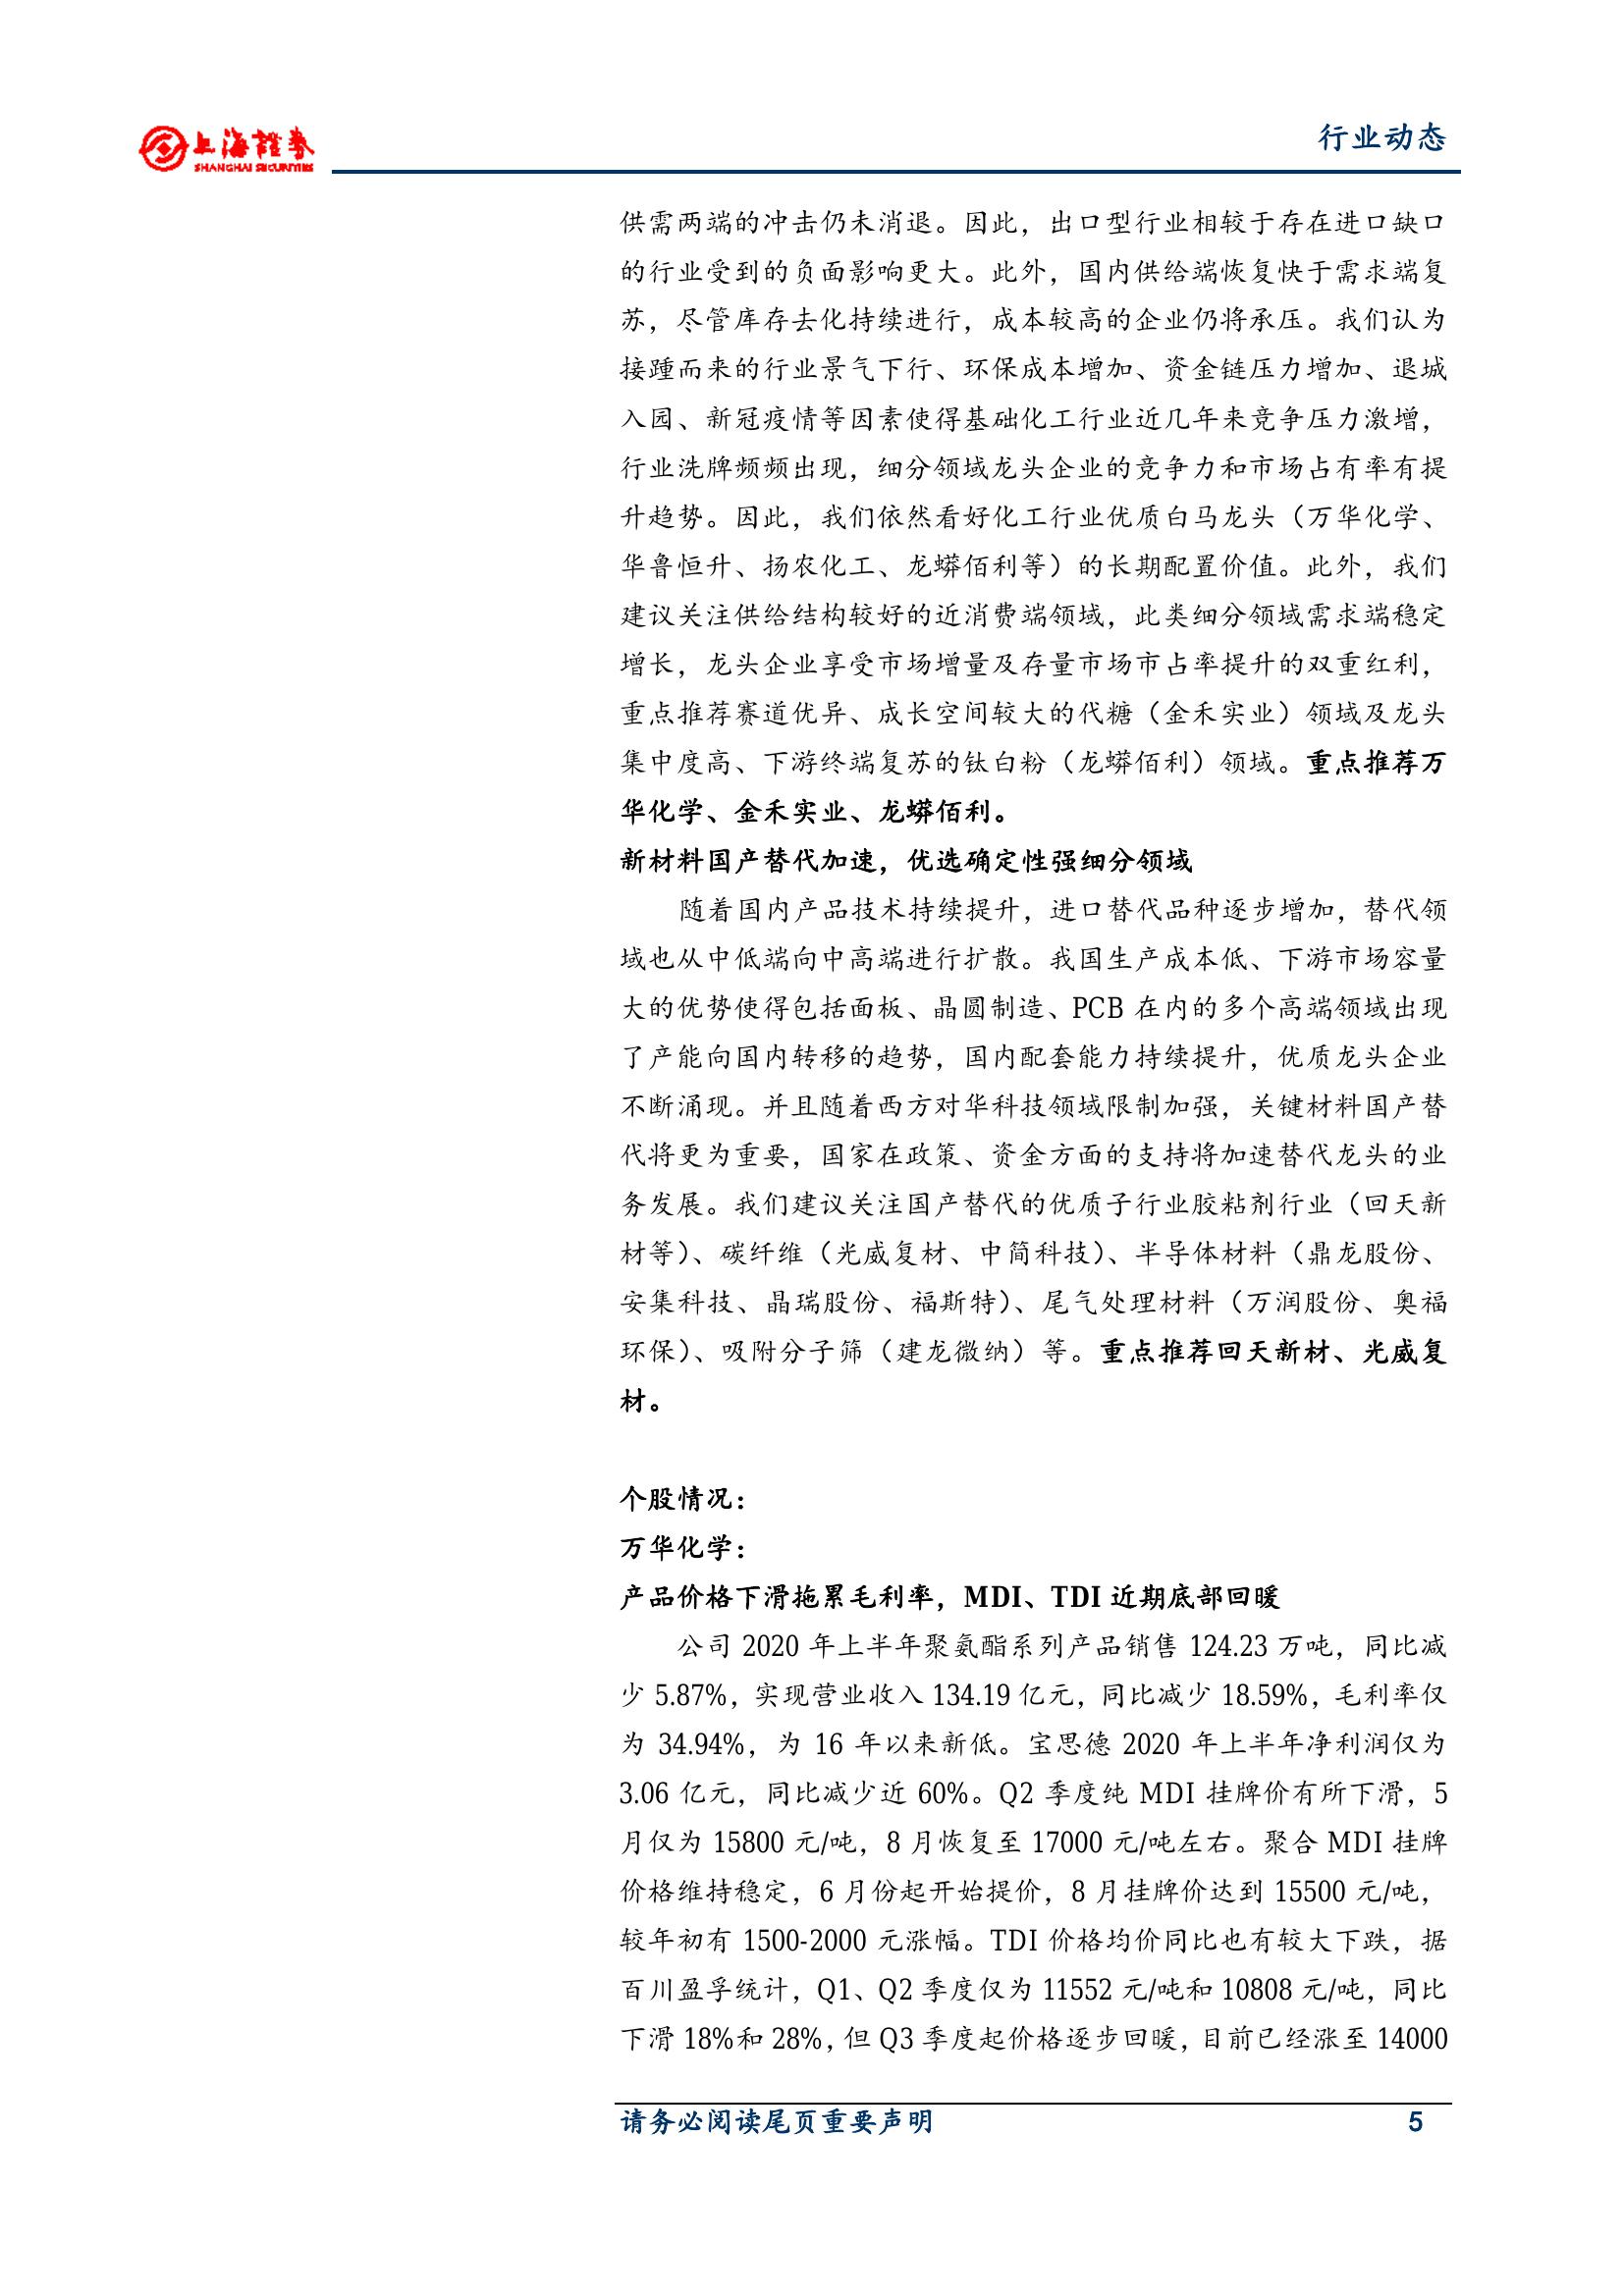 上海證券
SHANGHAI SECURITIES
行业动态
供需两端的冲击仍未消退。因此，出口型行业相较于存在进口缺口
的行业受到的负面影响更大。此外，国内供给端恢复快于需求端复
苏，尽管库存去化持续进行，成本较高的企业仍将承压。我们认为
接踵而来的行业景气下行、环保成本增加、资金链压力增加、退城
入园、新冠疫情等因素使得基础化工行业近几年来竞争压力激增，
行业洗牌频频出现，细分领域龙头企业的竞争力和市场占有率有提
升趋势。因此，我们依然看好化工行业优质白马龙头（万华化学、
华鲁恒升、扬农化工、龙蟒佰利等）的长期配置价值。此外，我们
建议关注供给结构较好的近消费端领域，此类细分领域需求端稳定
增长，龙头企业享受市场增量及存量市场市占率提升的双重红利，
重点推荐赛道优异、成长空间较大的代糖（金禾实业）领域及龙头
集中度高、下游终端复苏的钛白粉（龙蟒佰利）领域。重点推荐万
华化学、金禾实业、龙蟒佰利。
新材料国产替代加速，优选确定性强细分领域
随着国内产品技术持续提升，进口替代品种逐步增加，替代领
域也从中低端向中高端进行扩散。我国生产成本低、下游市场容量
大的优势使得包括面板、晶圆制造、PCB 在内的多个高端领域出现
了产能向国内转移的趋势，国内配套能力持续提升，优质龙头企业
不断涌现。并且随着西方对华科技领域限制加强，关键材料国产替
代将更为重要，国家在政策、资金方面的支持将加速替代龙头的业
务发展。我们建议关注国产替代的优质子行业胶粘剂行业（回天新
材等）、碳纤维（光威复材、中简科技）、半导体材料（鼎龙股份、
安集科技、晶瑞股份、福斯特）、尾气处理材料（万润股份、奥福
环保）、吸附分子筛（建龙微纳）等。重点推荐回天新材、光威复
材。
个股情况：
万华化学：
产品价格下滑拖累毛利率，MDI、TDI 近期底部回暖
公司 2020 年上半年聚氨酯系列产品销售 124.23 万吨，同比减
少 5.87%，实现营业收入 134.19 亿元，同比减少 18.59%，毛利率仅
为 34.94%，为 16 年以来新低。宝思德 2020 年上半年净利润仅为
3.06 亿元，同比减少近 60%。Q2 季度纯 MDI 挂牌价有所下滑，5
月仅为 15800 元/吨，8 月恢复至 17000 元/吨左右。聚合 MDI 挂牌
价格维持稳定，6 月份起开始提价，8 月挂牌价达到 15500 元/吨，
较年初有 1500-2000 元涨幅。TDI 价格均价同比也有较大下跌，据
百川盈孚统计，Q1、Q2 季度仅为 11552 元/吨和 10808 元/吨，同比
下滑 18%和 28%，但 Q3 季度起价格逐步回暖，目前已经涨至 14000
请务必阅读尾页重要声明
5